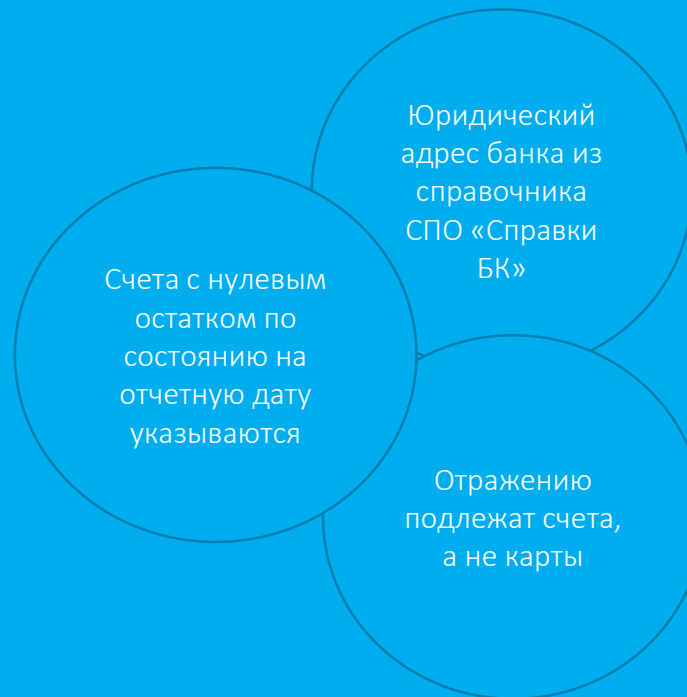 Юридический
адрес банка из
справочника
СПО «Справки
БК»
Счета с нулевым
остатком по
состоянию на
отчетную дату
указываются
Отражению
подлежат счета,
а не карты